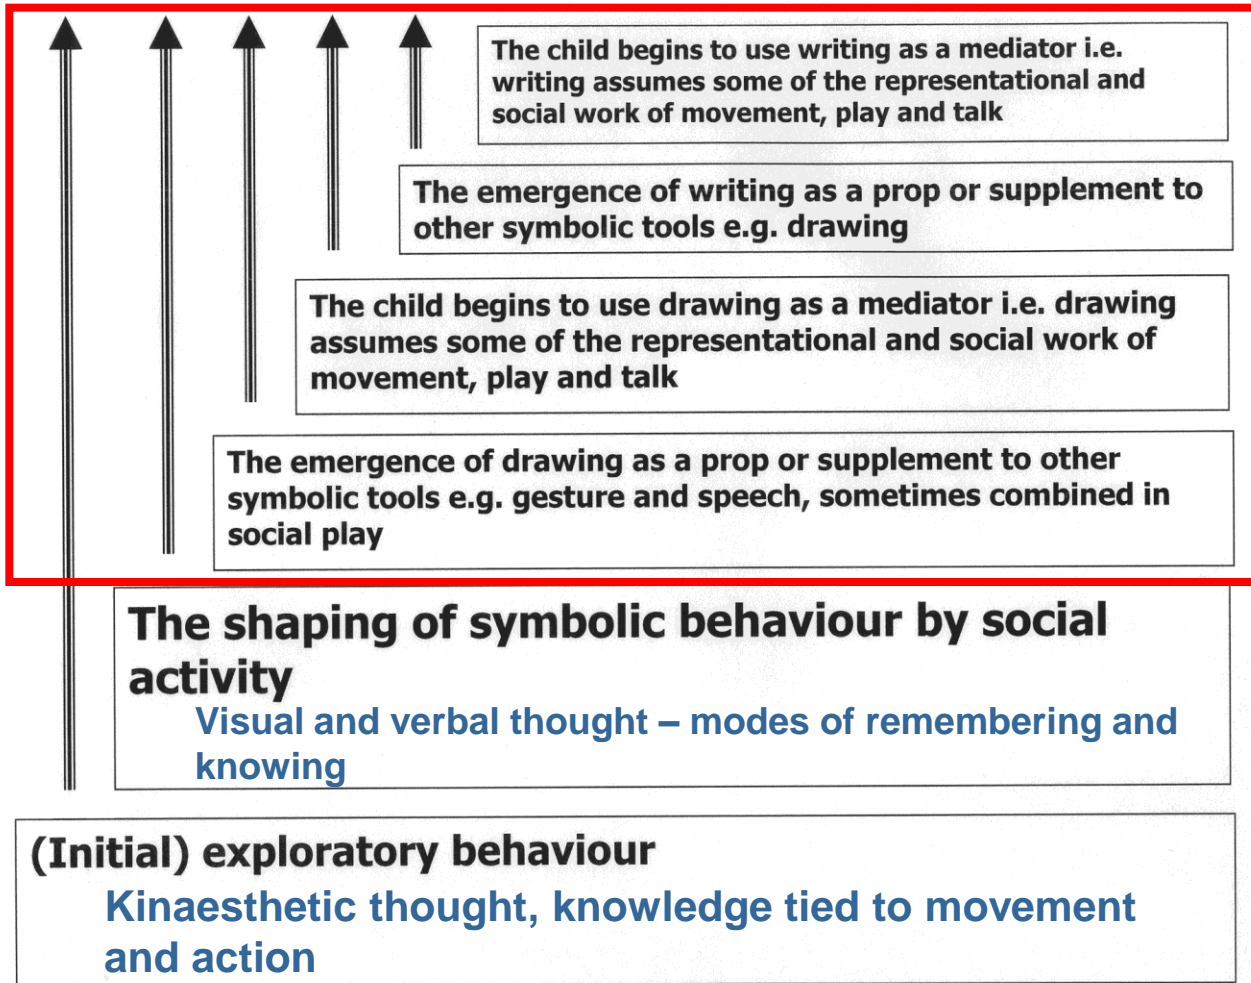 The child begins to use writing as a mediator i.e.
writing assumes some of the representational and
social work of movement, play and talk
The emergence of writing as a prop or supplement to
other symbolic tools e.g. drawing
The child begins to use drawing as a mediator i.e. drawing
assumes some of the representational and social work of
movement, play and talk
The emergence of drawing as a prop or supplement to other
symbolic tools e.g. gesture and speech, sometimes combined in
social play
The shaping of symbolic behaviour by social
activity
Visual and verbal thought – modes of remembering and
knowing
(Initial) exploratory behaviour
Kinaesthetic thought, knowledge tied to movement
and action